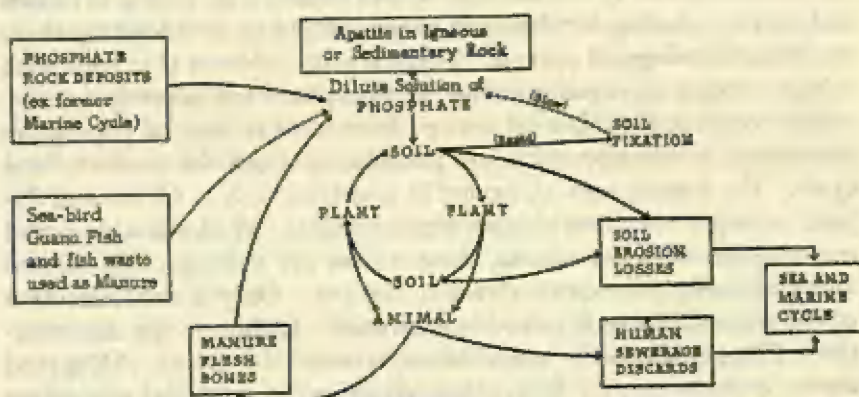 Apatite in Igneous
or Sedimentary Rock
PHOSPHATE
ROCK DEPOSITS
(ex former
Marine Cycle)
Dilute Solution of
PHOSPHATE
(slow)
(rapid)
SOIL
FIXATION
SOIL
PLANT PLANT
Sea-bird
Guano Fish
and fish waste
used as Manure
SOIL
EROSION
LOSSES
SOIL
SEA AND
MARINE
CYCLE
ANIMAL
MANURE
FLESH
BONES
HUMAN
SEWERAGE
DISCARDS